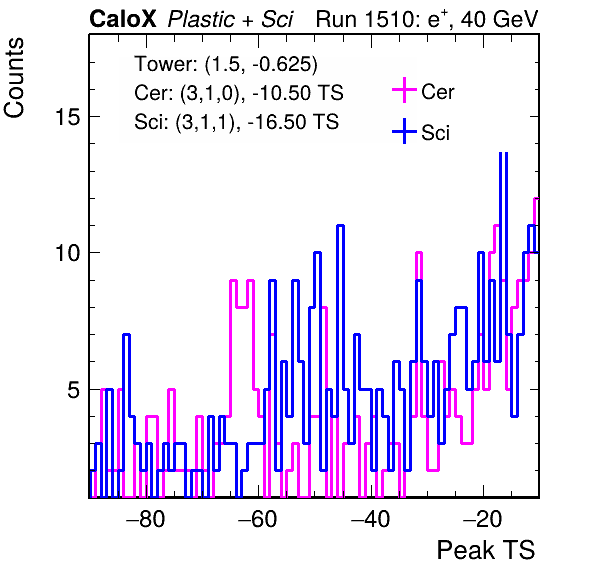 CaloX Plastic + Sci Run 1510: e+, 40 GeV
Counts
Tower: (1.5, -0.625)
Cer: (3,1,0), -10.50 TS
Sci: (3,1,1), -16.50 TS
Cer
Sci
15
10
5
−80 −60 −40 −20
Peak TS